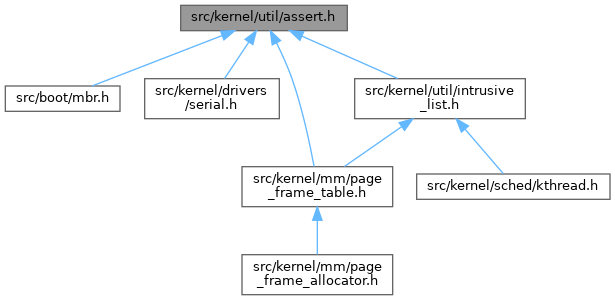 src/kernel/util/assert.h
src/boot/mbr.h
src/kernel/drivers
/serial.h
src/kernel/util/intrusive
_list.h
src/kernel/mm/page
_frame_table.h
src/kernel/sched/kthread.h
src/kernel/mm/page
_frame_allocator.h